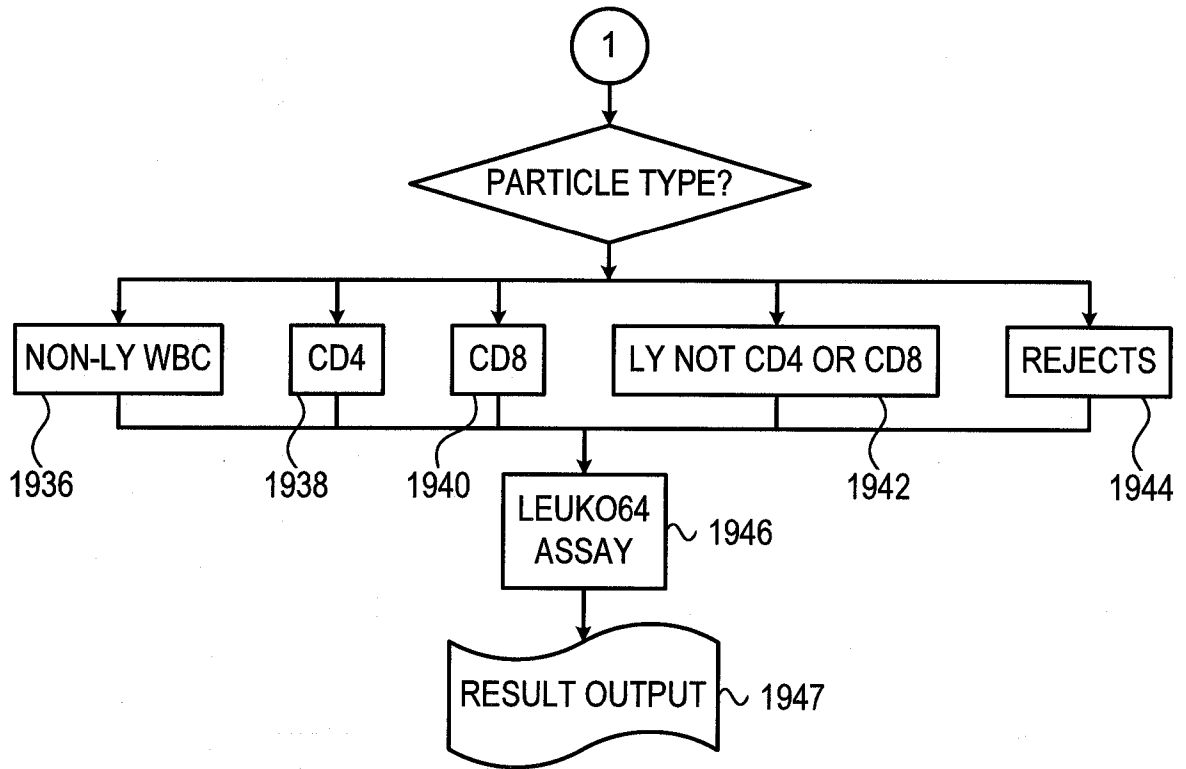 1
PARTICLE TYPE?
NON-LY WBC
CD4
CD8
LY NOT CD4 OR CD8
REJECTS
1936
1938
1940
1942
1944
LEUKO64
ASSAY
1946
RESULT OUTPUT
1947